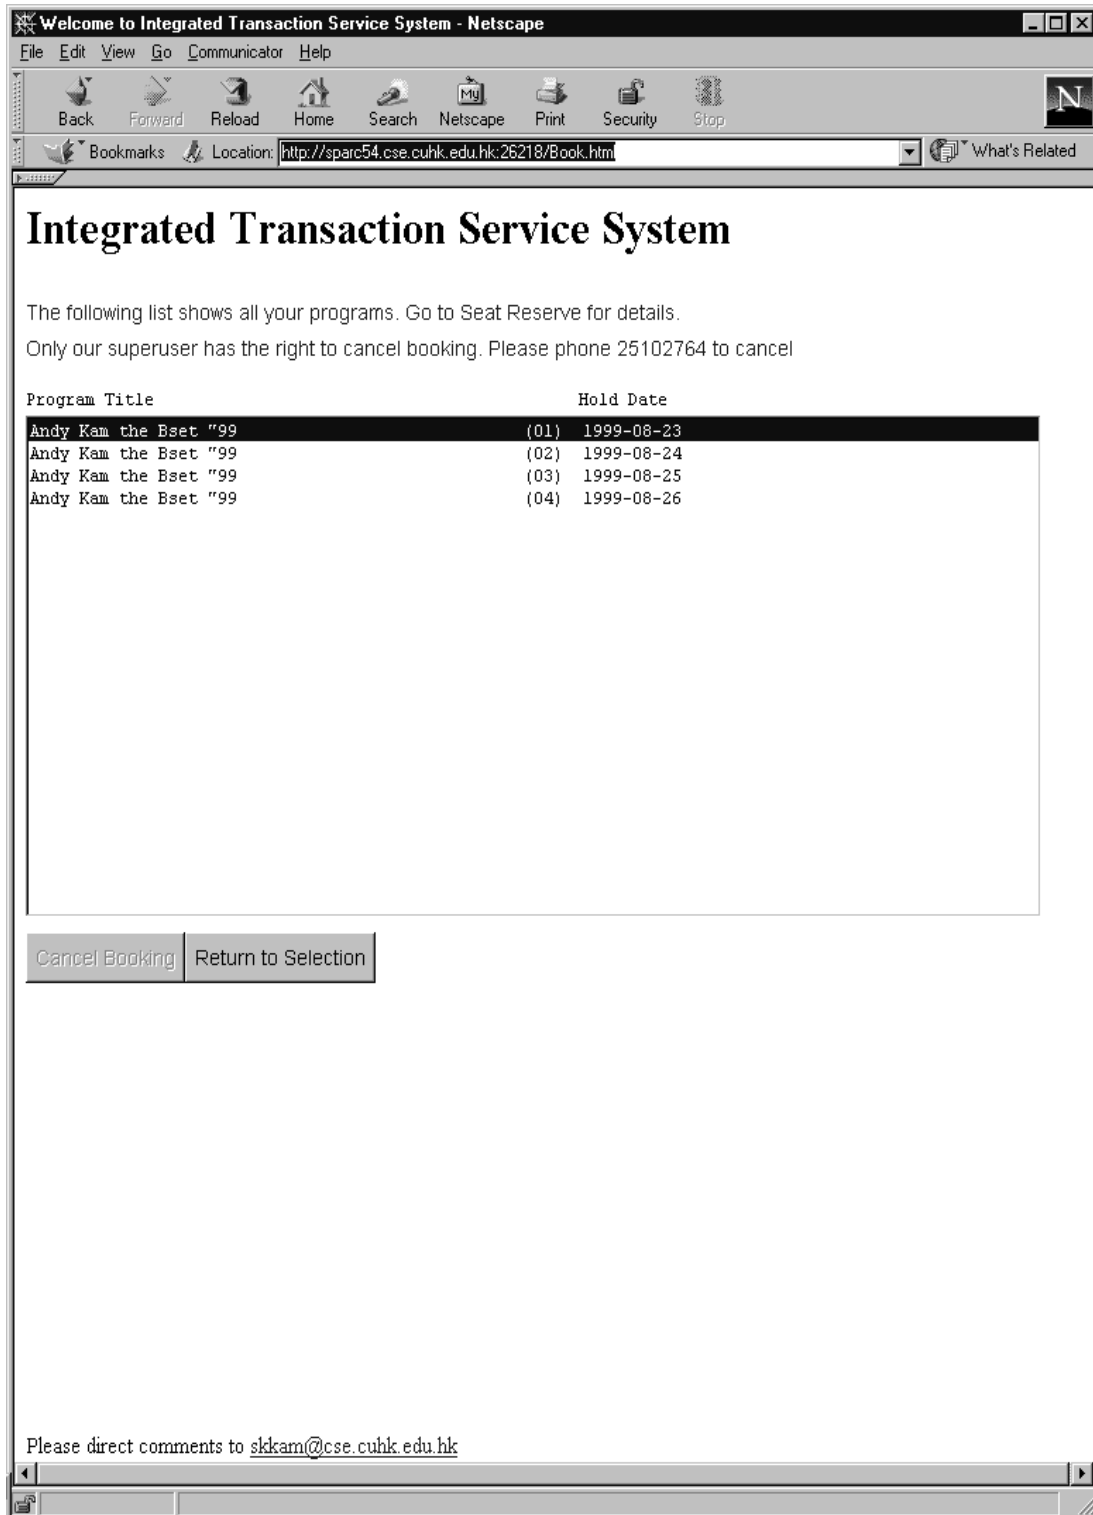 Welcome to Integrated Transaction Service System - Netscape
File Edit View Go Communicator Help
Back Forward Reload Home Search Netscape Print Security Stop
My
N
Bookmarks Location: http://sparc54.cse.cuhk.edu.hk:26218/Book.html What's Related
Integrated Transaction Service System
The following list shows all your programs. Go to Seat Reserve for details.
Only our superuser has the right to cancel booking. Please phone 25102764 to cancel
Program Title Hold Date
Andy Kam the Bset "99 (01) 1999-08-23
Andy Kam the Bset "99 (02) 1999-08-24
Andy Kam the Bset "99 (03) 1999-08-25
Andy Kam the Bset "99 (04) 1999-08-26
Cancel Booking Return to Selection
Please direct comments to skkam@cse.cuhk.edu.hk